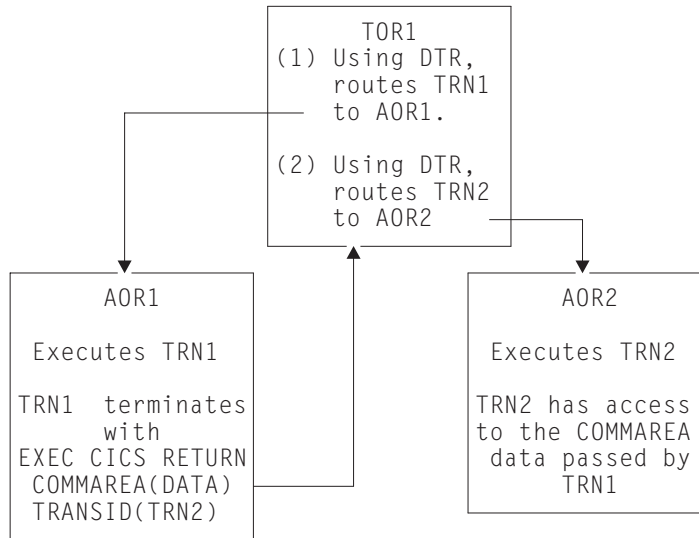 TOR1
(1) Using DTR,
routes TRN1
to AOR1.
(2) Using DTR,
routes TRN2
to AOR2
AOR1
Executes TRN1
TRN1 terminates
with
EXEC CICS RETURN
COMMAREA(DATA)
TRANSID(TRN2)
AOR2
Executes TRN2
TRN2 has access
to the COMMAREA
data passed by
TRN1